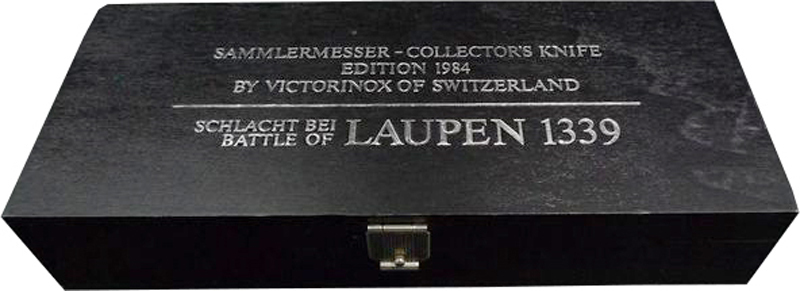 SAMMLERMESSER – COLLECTOR'S KNIFE
EDITION 1984
BY VICTORINOX OF SWITZERLAND
SCHLACHT BEI
BATTLE OF LAUPEN 1339